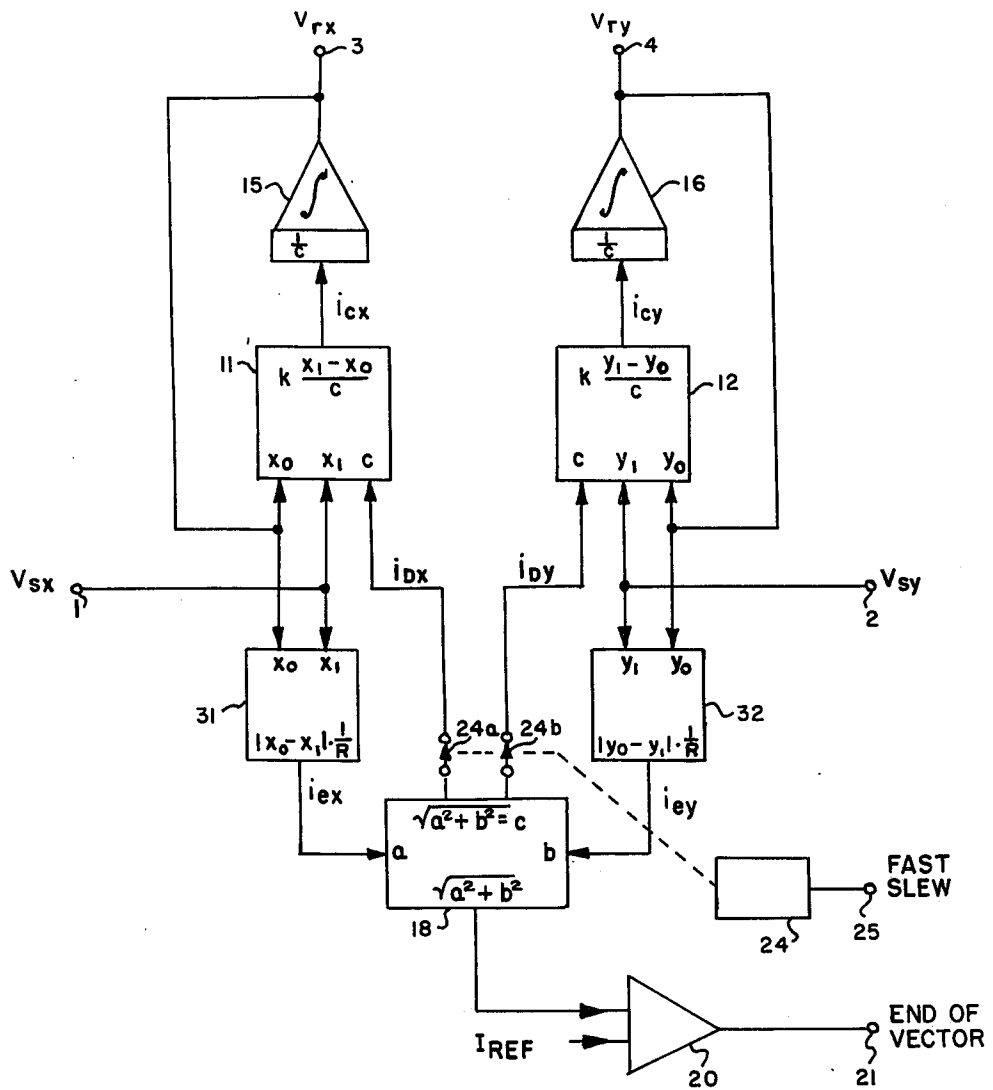 Vrx
3
Vry
4
15
∫
1/c
16
∫
1/c
icx
icy
11
k (x1 - x0)/c
x0 x1 c
12
k (y1 - y0)/c
c y1 y0
iDx
iDy
Vsx
1
Vsy
2
x0 x1
31
|x0 - x1|·1/R
y1 y0
32
|y0 - y1|·1/R
24a
24b
iex
iey
√a² + b² = c
a
b
√a² + b²
18
24
FAST
SLEW
25
IREF
20
END OF
VECTOR
21